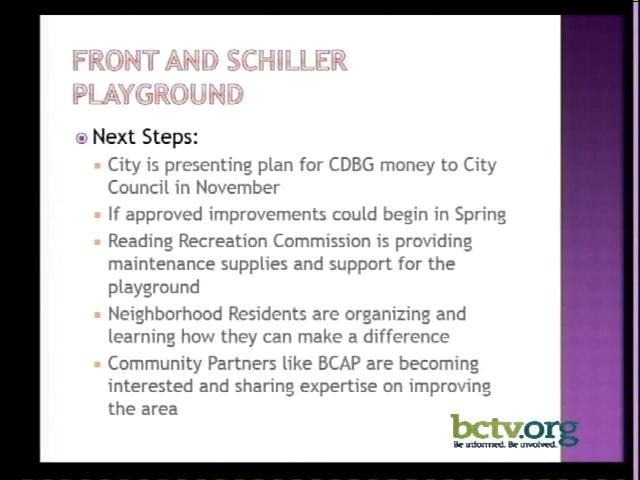 FRONT AND SCHILLER
PLAYGROUND
Next Steps:
City is presenting plan for CDBG money to City
Council in November
If approved improvements could begin in Spring
Reading Recreation Commission is providing
maintenance supplies and support for the
playground
Neighborhood Residents are organizing and
learning how they can make a difference
Community Partners like BCAP are becoming
interested and sharing expertise on improving
the area
bctv.org
Be informed. Be involved.